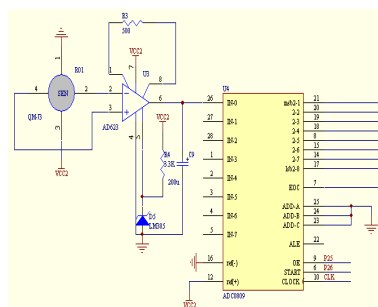 R3
500
VCC2
R01
1
8
U3
7
4
SEN
2
2
6
3
QM-J3
3
AD623
4
5
VCC2
VCC2
R4
3.3K
C9
200u
D5
LM305
U4
26 IN-0 msb2-1 21
2-2 20
27 IN-1 2-3 19
2-4 18
28 IN-2 2-5 8
2-6 15
1 IN-3 2-7 14
lsb2-8 17
2 IN-4
EOC 7
3 IN-5
ADD-A 25
4 IN-6 ADD-B 24
ADD-C 23
5 IN-7
ALE 22
16 ref(-) OE 9 P25
START 6 P26
12 ref(+) CLOCK 10 CLK
ADC0809
VCC2